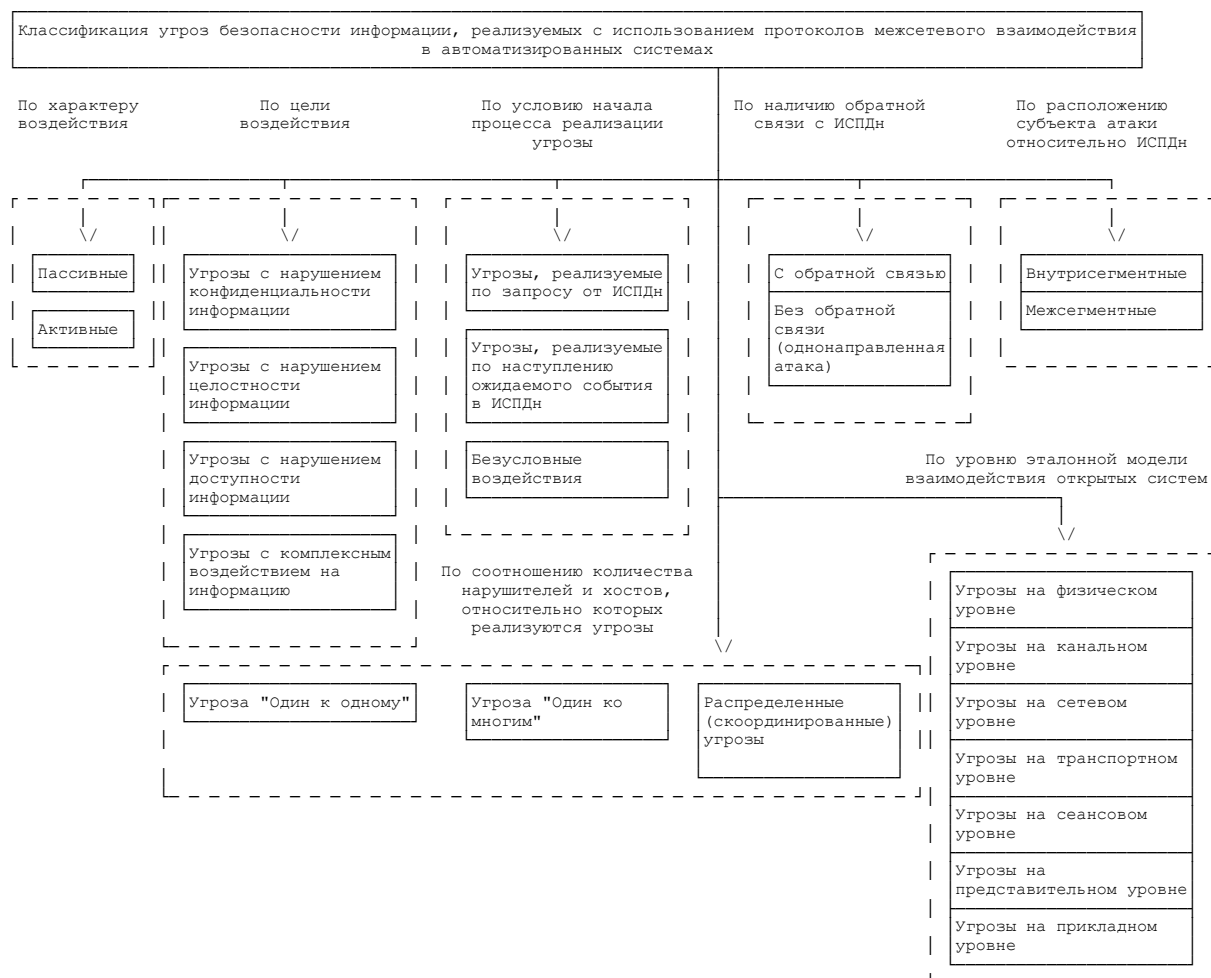 Классификация угроз безопасности информации, реализуемых с использованием протоколов межсетевого взаимодействия
в автоматизированных системах
По характеру
воздействия
По цели
воздействия
По условию начала
процесса реализации
угрозы
По наличию обратной
связи с ИСПДн
По расположению
субъекта атаки
относительно ИСПДн
Пассивные
Активные
Угрозы с нарушением
конфиденциальности
информации
Угрозы с нарушением
целостности
информации
Угрозы с нарушением
доступности
информации
Угрозы с комплексным
воздействием на
информацию
Угрозы, реализуемые
по запросу от ИСПДн
Угрозы, реализуемые
по наступлению
ожидаемого события
в ИСПДн
Безусловные
воздействия
С обратной связью
Без обратной
связи
(однонаправленная
атака)
Внутрисегментные
Межсегментные
По соотношению количества
нарушителей и хостов,
относительно которых
реализуются угрозы
Угроза "Один к одному"
Угроза "Один ко
многим"
Распределенные
(скоординированные)
угрозы
По уровню эталонной модели
взаимодействия открытых систем
Угрозы на физическом
уровне
Угрозы на канальном
уровне
Угрозы на сетевом
уровне
Угрозы на транспортном
уровне
Угрозы на сеансовом
уровне
Угрозы на
представительном уровне
Угрозы на прикладном
уровне